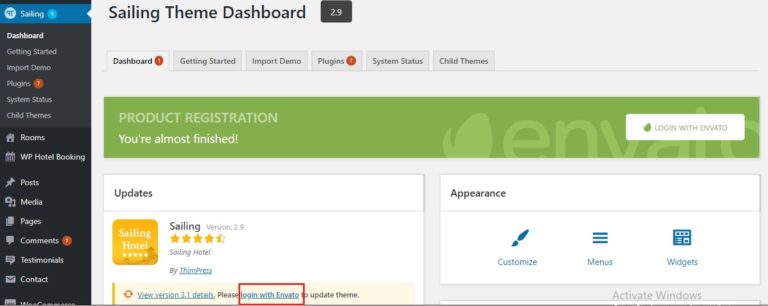 Sailing 1
Dashboard
Getting Started
Import Demo
Plugins 7
System Status
Child Themes
Rooms
WP Hotel Booking
Posts
Media
Pages
Comments 7
Testimonials
Contact
WooCommerce
Sailing Theme Dashboard 2.9
Dashboard 1 Getting Started Import Demo Plugins 7 System Status Child Themes
PRODUCT REGISTRATION
You're almost finished!
envato
LOGIN WITH ENVATO
Updates
Sailing Hotel
Sailing Version: 2.9
Sailing Hotel
By ThimPress
View version 3.1 details. Please login with Envato to update theme.
Appearance
Customize Menus Widgets
Activate Windows